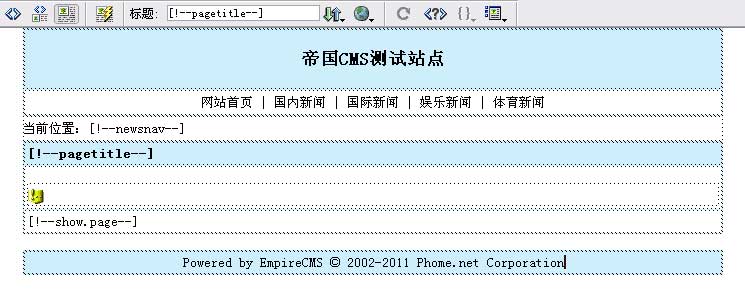 标题: [!--pagetitle--]
帝国CMS测试站点
网站首页 | 国内新闻 | 国际新闻 | 娱乐新闻 | 体育新闻
当前位置: [!--newsnav--]
[!--pagetitle--]
[!--show.page--]
Powered by EmpireCMS © 2002-2011 Phome.net Corporation